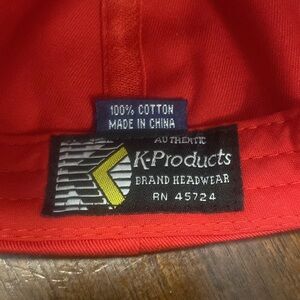 100% COTTON
MADE IN CHINA
AUTHENTIC
K-Products
BRAND HEADWEAR
RN 45724